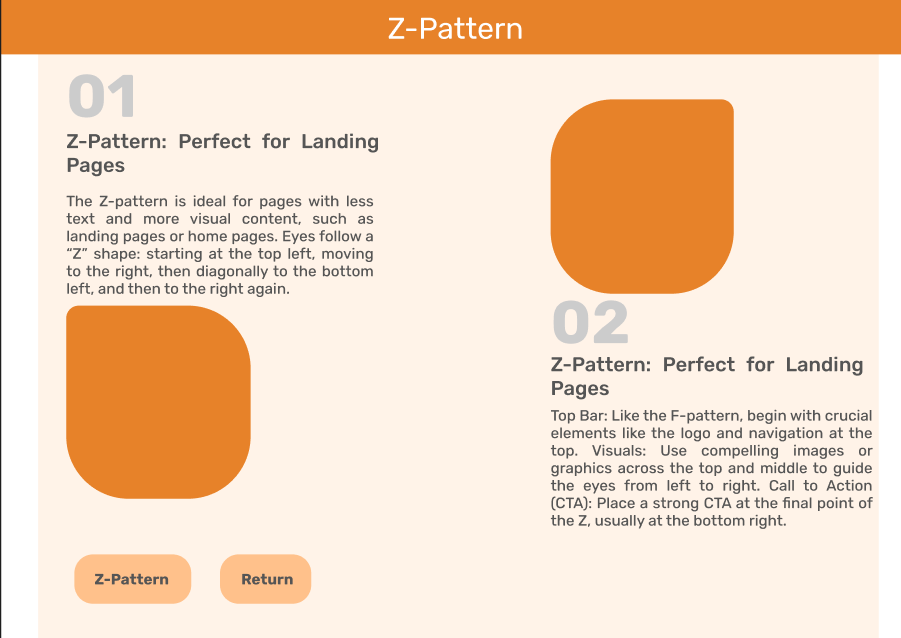 Z-Pattern
01
Z-Pattern: Perfect for Landing
Pages
The Z-pattern is ideal for pages with less
text and more visual content, such as
landing pages or home pages. Eyes follow a
“Z” shape: starting at the top left, moving
to the right, then diagonally to the bottom
left, and then to the right again.
02
Z-Pattern: Perfect for Landing
Pages
Top Bar: Like the F-pattern, begin with crucial
elements like the logo and navigation at the
top. Visuals: Use compelling images or
graphics across the top and middle to guide
the eyes from left to right. Call to Action
(CTA): Place a strong CTA at the final point of
the Z, usually at the bottom right.
Z-Pattern
Return